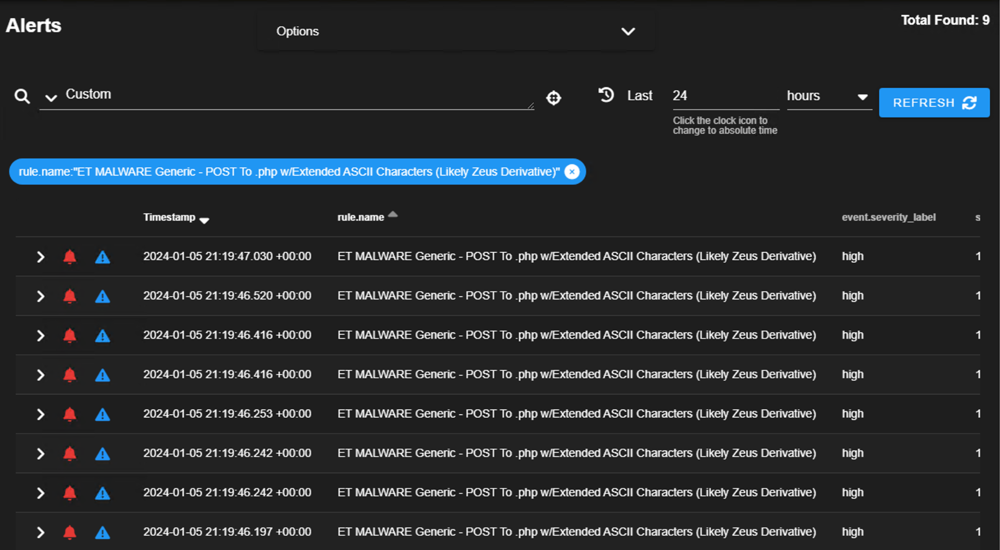 Alerts
Options
Total Found: 9
Custom
Last 24 hours
REFRESH
Click the clock icon to
change to absolute time
rule.name:"ET MALWARE Generic - POST To .php w/Extended ASCII Characters (Likely Zeus Derivative)"
Timestamp rule.name event.severity_label s
2024-01-05 21:19:47.030 +00:00 ET MALWARE Generic - POST To .php w/Extended ASCII Characters (Likely Zeus Derivative) high 1
2024-01-05 21:19:46.520 +00:00 ET MALWARE Generic - POST To .php w/Extended ASCII Characters (Likely Zeus Derivative) high 1
2024-01-05 21:19:46.416 +00:00 ET MALWARE Generic - POST To .php w/Extended ASCII Characters (Likely Zeus Derivative) high 1
2024-01-05 21:19:46.416 +00:00 ET MALWARE Generic - POST To .php w/Extended ASCII Characters (Likely Zeus Derivative) high 1
2024-01-05 21:19:46.253 +00:00 ET MALWARE Generic - POST To .php w/Extended ASCII Characters (Likely Zeus Derivative) high 1
2024-01-05 21:19:46.242 +00:00 ET MALWARE Generic - POST To .php w/Extended ASCII Characters (Likely Zeus Derivative) high 1
2024-01-05 21:19:46.242 +00:00 ET MALWARE Generic - POST To .php w/Extended ASCII Characters (Likely Zeus Derivative) high 1
2024-01-05 21:19:46.197 +00:00 ET MALWARE Generic - POST To .php w/Extended ASCII Characters (Likely Zeus Derivative) high 1